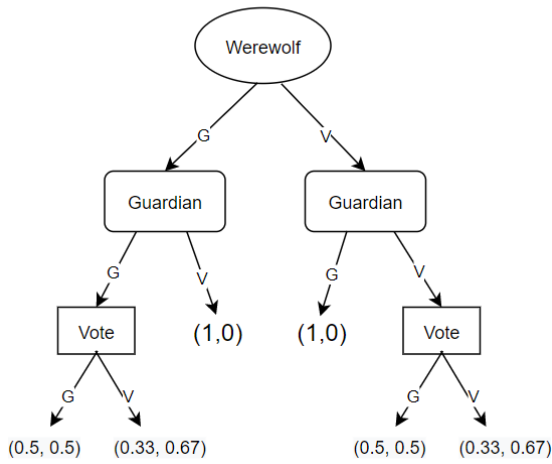 Werewolf
G V
Guardian Guardian
G V G V
Vote (1,0) (1,0) Vote
G V G V
(0.5, 0.5) (0.33, 0.67) (0.5, 0.5) (0.33, 0.67)